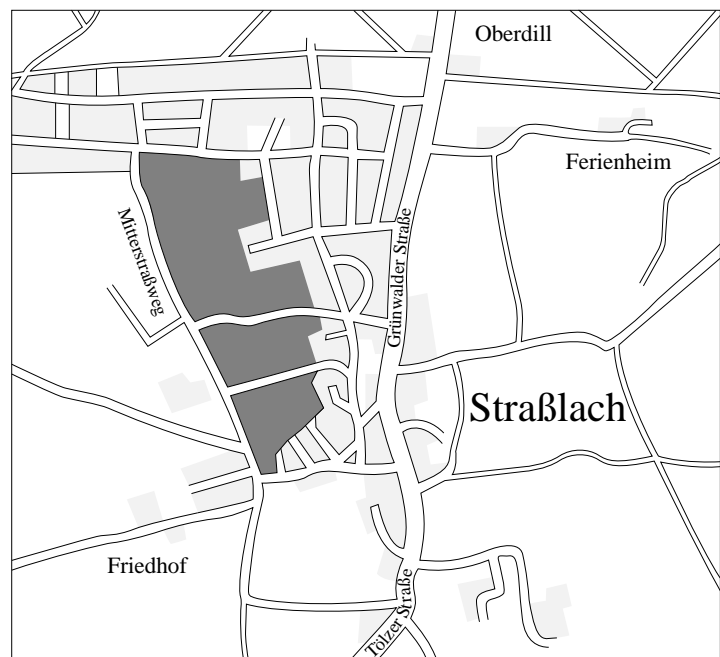 Oberdill
Ferienheim
Mitterstraßweg
Grünwalder Straße
Straßlach
Friedhof
Tölzer Straße